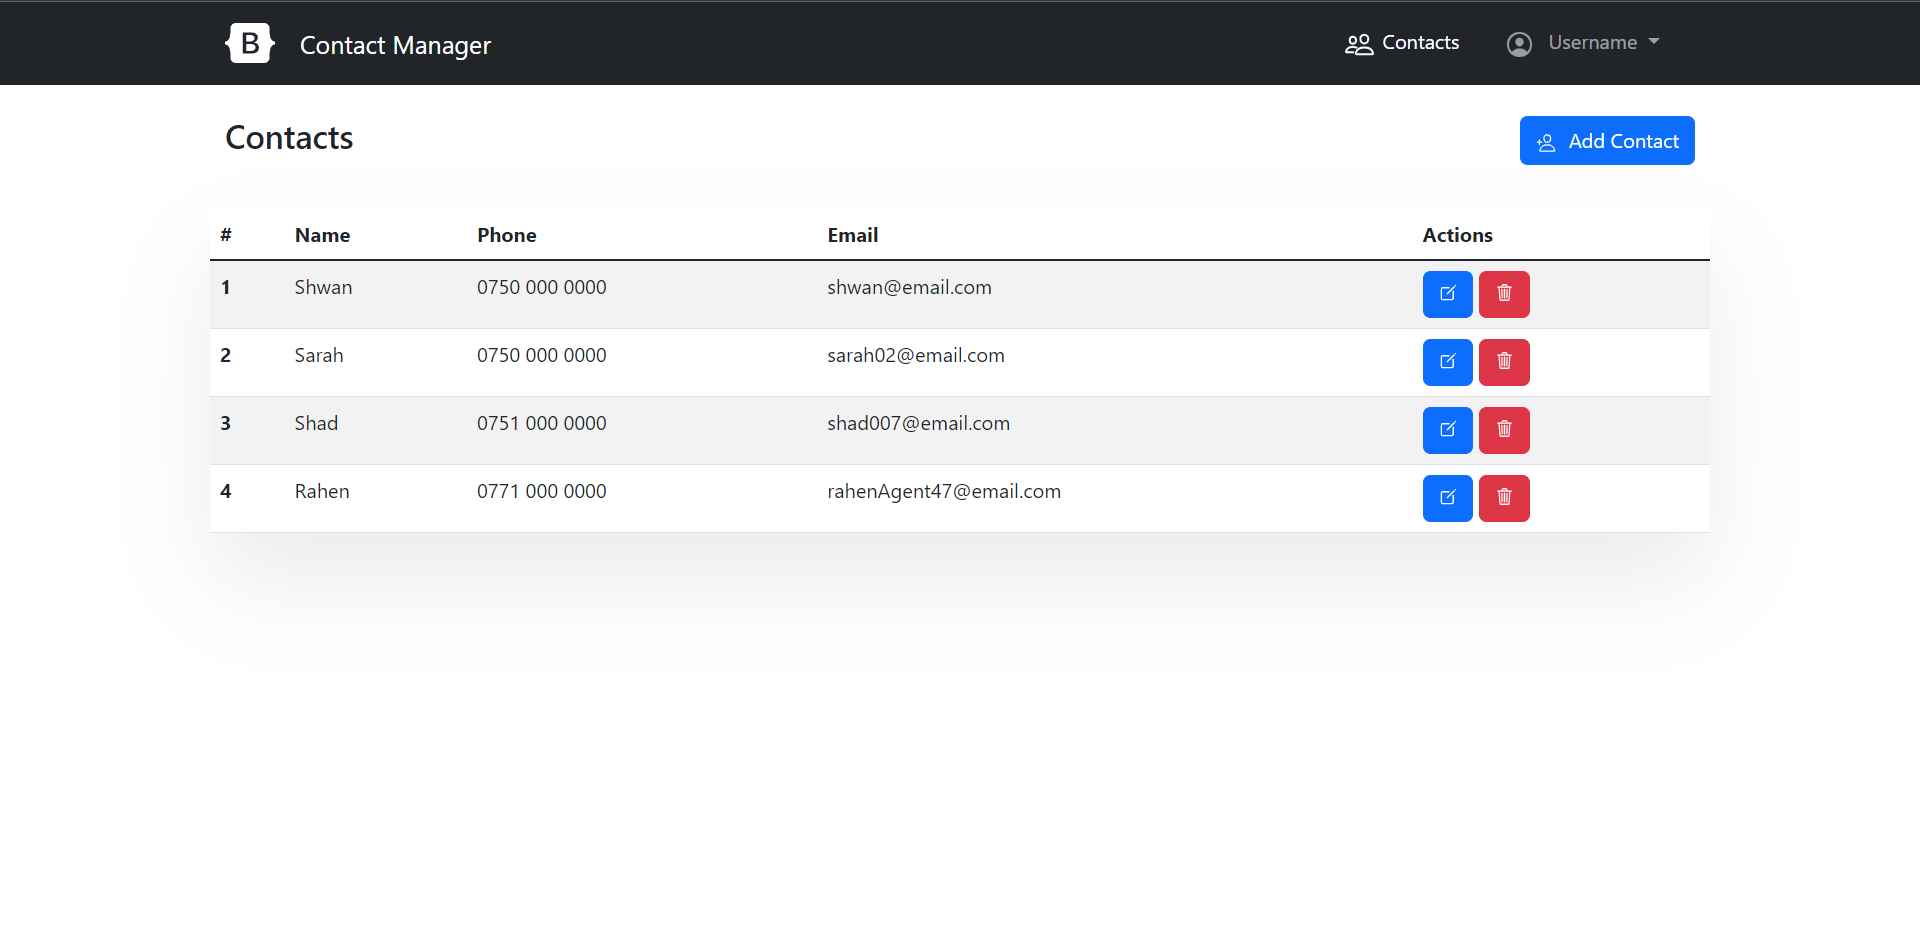 B Contact Manager Contacts Username
Contacts Add Contact
# Name Phone Email Actions
1 Shwan 0750 000 0000 shwan@email.com
2 Sarah 0750 000 0000 sarah02@email.com
3 Shad 0751 000 0000 shad007@email.com
4 Rahen 0771 000 0000 rahenAgent47@email.com